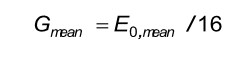 G_mean = E_0,mean /16